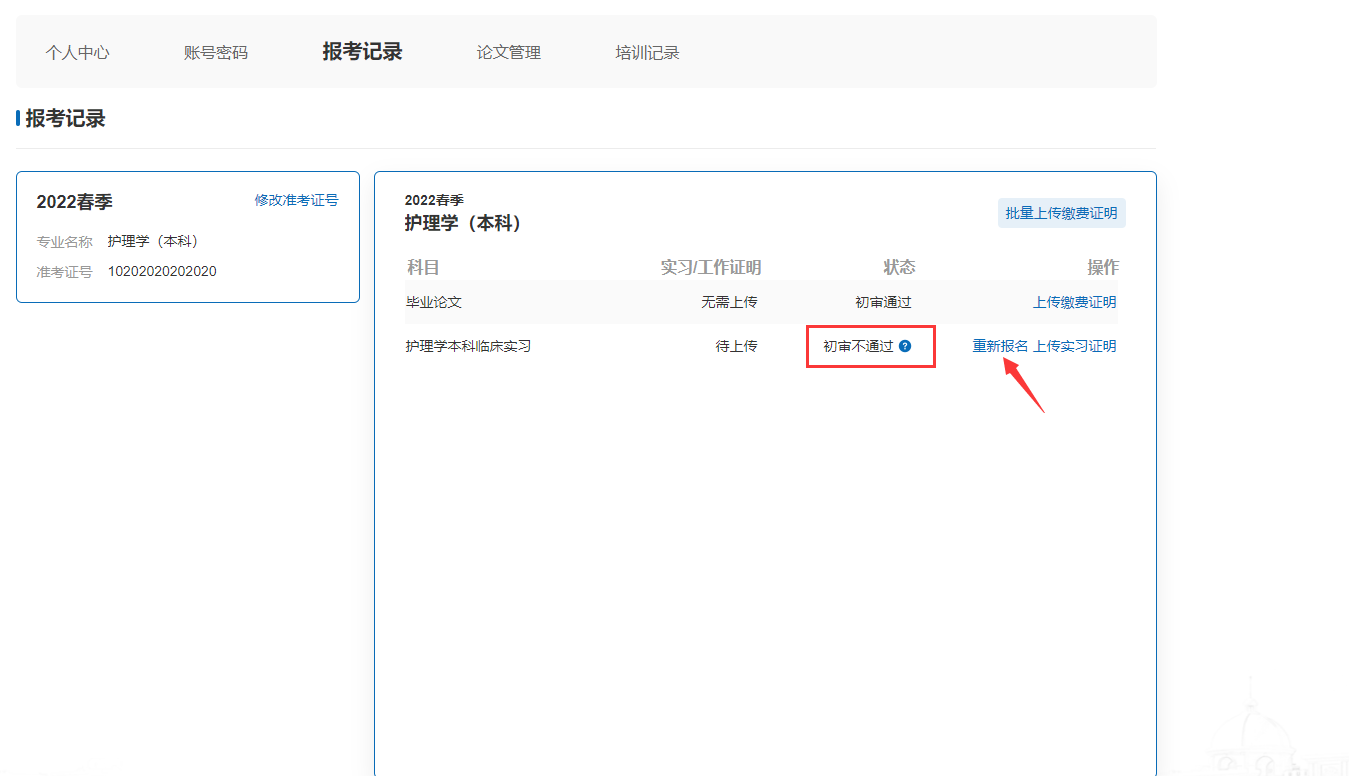 个人中心 账号密码 报考记录 论文管理 培训记录
报考记录
2022春季 修改准考证号
专业名称 护理学（本科）
准考证号 10202020202020
2022春季
护理学（本科）
批量上传缴费证明
科目 实习/工作证明 状态 操作
毕业论文 无需上传 初审通过 上传缴费证明
护理学本科临床实习 待上传 初审不通过 ? 重新报名 上传实习证明